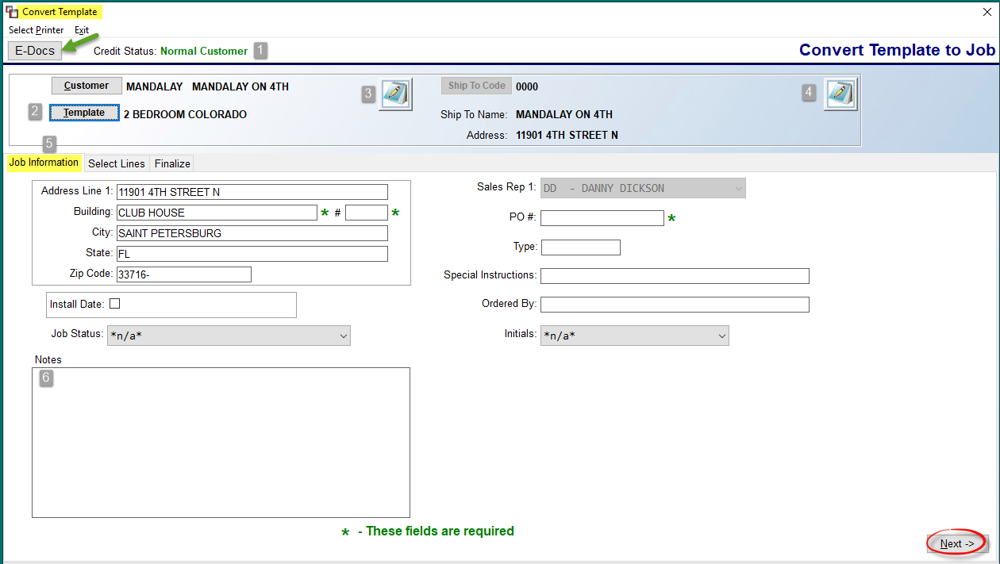 Convert Template
Select Printer Exit
E-Docs Credit Status: Normal Customer 1 Convert Template to Job
Customer MANDALAY MANDALAY ON 4TH 3 Ship To Code 0000 4
2 Template 2 BEDROOM COLORADO Ship To Name: MANDALAY ON 4TH
Address: 11901 4TH STREET N
5
Job Information Select Lines Finalize
Address Line 1: 11901 4TH STREET N Sales Rep 1: DD - DANNY DICKSON
Building: CLUB HOUSE * # * PO #: *
City: SAINT PETERSBURG
State: FL Type:
Zip Code: 33716- Special Instructions:
Install Date: Ordered By:
Job Status: *n/a* Initials: *n/a*
Notes
6
* - These fields are required
Next ->